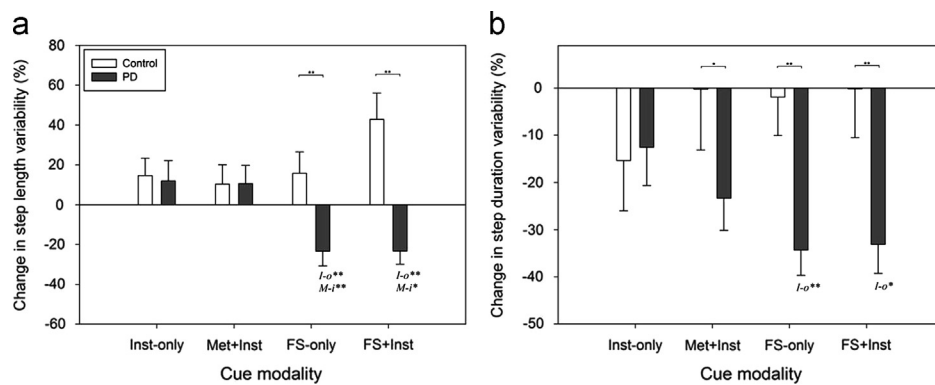 a
Change in step length variability (%)
80
60
40
20
0
-20
-40
-60
Control
PD
**
**
I-o**
M-i**
I-o**
M-i*
Inst-only Met+Inst FS-only FS+Inst
Cue modality
b
Change in step duration variability (%)
0
-10
-20
-30
-40
-50
*
**
**
I-o**
I-o*
Inst-only Met+Inst FS-only FS+Inst
Cue modality